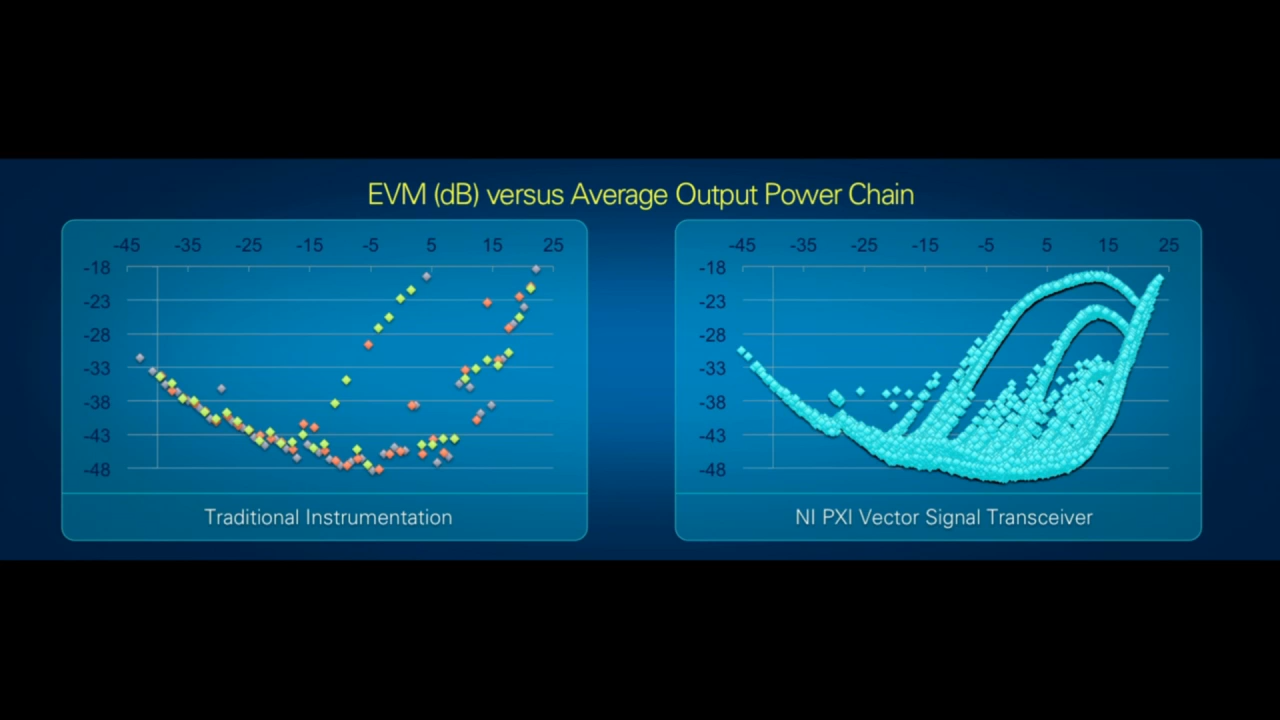 EVM (dB) versus Average Output Power Chain
-45 -35 -25 -15 -5 5 15 25
-18
-23
-28
-33
-38
-43
-48
Traditional Instrumentation
-45 -35 -25 -15 -5 5 15 25
-18
-23
-28
-33
-38
-43
-48
NI PXI Vector Signal Transceiver